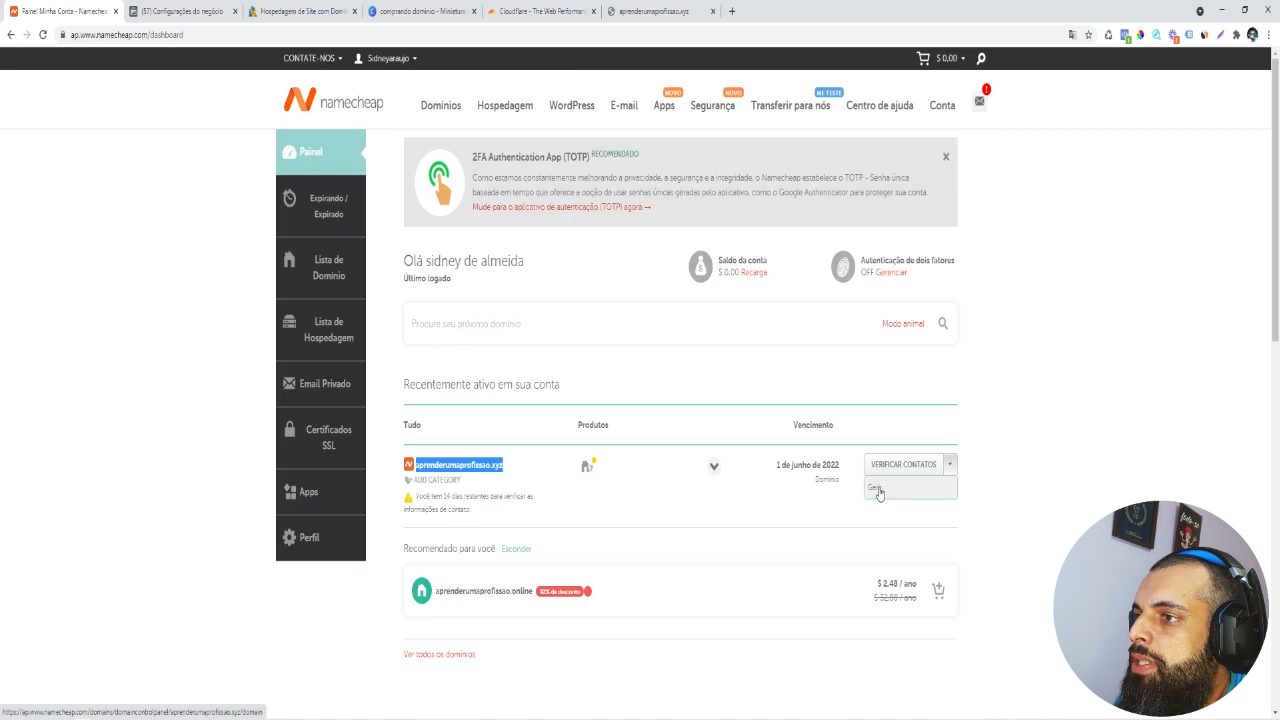 Painel Minha Conta - Namecheap
(57) Configurações do negócio
Hospedagem de Site com Domín
comprando domínio - Miniatura
Cloudflare - The Web Performan
aprenderumaprofissao.xyz
ap.www.namecheap.com/dashboard
CONTATE-NOS
Sidneyaraujo
$ 0,00
namecheap
Domínios
Hospedagem
WordPress
E-mail
NOVO
Apps
NOVO
Segurança
ME TESTE
Transferir para nós
Centro de ajuda
Conta
Painel
Expirando /
Expirado
Lista de
Domínio
Lista de
Hospedagem
Email Privado
Certificados
SSL
Apps
Perfil
2FA Authentication App (TOTP) RECOMENDADO
Como estamos constantemente melhorando a privacidade, a segurança e a integridade. o Namecheap estabelece o TOTP - Senha única
baseada em tempo que oferece a opção de usar senhas únicas geradas pelo aplicativo, como o Google Authenticator para proteger sua conta.
Mude para o aplicativo de autenticação (TOTP) agora →
Olá sidney de almeida
Último logado
Saldo da conta
$ 0,00 Recarga
Autenticação de dois fatores
OFF Gerenciar
Procure seu próximo domínio
Modo animal
Recentemente ativo em sua conta
Tudo
Produtos
Vencimento
aprenderumaprofissao.xyz
1 de junho de 2022
VERIFICAR CONTATOS
ADD CATEGORY
Domínio
Você tem 14 dias restantes para verificar as
informações de contato.
Recomendado para você Esconder
aprenderumaprofissao.online
92% de desconto
$ 2,48 / ano
$ 32,88 / ano
Ver todos os domínios
https://ap.www.namecheap.com/domains/domaincontrolpanel/aprenderumaprofissao.xyz/domain